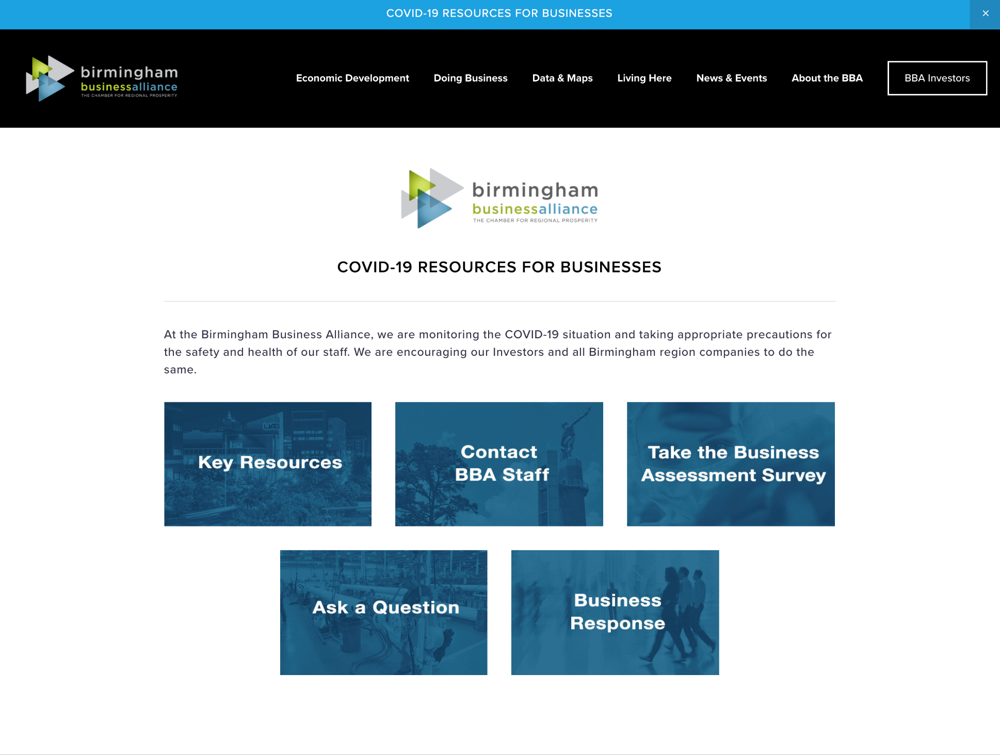 COVID-19 RESOURCES FOR BUSINESSES
×
birmingham
businessalliance
THE CHAMBER FOR REGIONAL PROSPERITY
Economic Development
Doing Business
Data & Maps
Living Here
News & Events
About the BBA
BBA Investors
birmingham
businessalliance
THE CHAMBER FOR REGIONAL PROSPERITY
COVID-19 RESOURCES FOR BUSINESSES
At the Birmingham Business Alliance, we are monitoring the COVID-19 situation and taking appropriate precautions for
the safety and health of our staff. We are encouraging our Investors and all Birmingham region companies to do the
same.
UAB
Key Resources
Contact
BBA Staff
Take the Business
Assessment Survey
Ask a Question
Business
Response